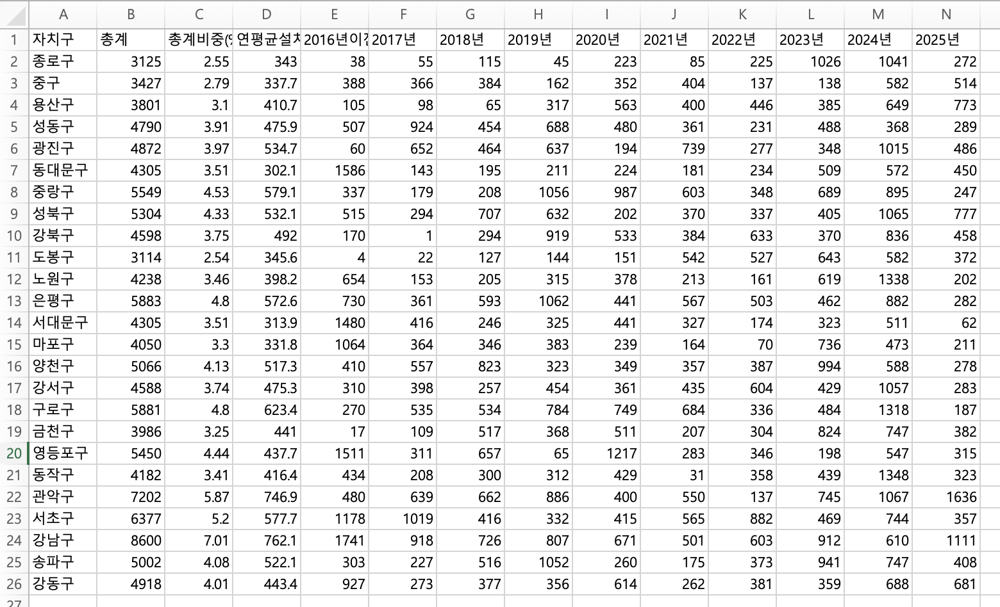 A B C D E F G H I J K L M N
1 자치구 총계 총계비중(% 연평균설치 2016년이전 2017년 2018년 2019년 2020년 2021년 2022년 2023년 2024년 2025년
2 종로구 3125 2.55 343 38 55 115 45 223 85 225 1026 1041 272
3 중구 3427 2.79 337.7 388 366 384 162 352 404 137 138 582 514
4 용산구 3801 3.1 410.7 105 98 65 317 563 400 446 385 649 773
5 성동구 4790 3.91 475.9 507 924 454 688 480 361 231 488 368 289
6 광진구 4872 3.97 534.7 60 652 464 637 194 739 277 348 1015 486
7 동대문구 4305 3.51 302.1 1586 143 195 211 224 181 234 509 572 450
8 중랑구 5549 4.53 579.1 337 179 208 1056 987 603 348 689 895 247
9 성북구 5304 4.33 532.1 515 294 707 632 202 370 337 405 1065 777
10 강북구 4598 3.75 492 170 1 294 919 533 384 633 370 836 458
11 도봉구 3114 2.54 345.6 4 22 127 144 151 542 527 643 582 372
12 노원구 4238 3.46 398.2 654 153 205 315 378 213 161 619 1338 202
13 은평구 5883 4.8 572.6 730 361 593 1062 441 567 503 462 882 282
14 서대문구 4305 3.51 313.9 1480 416 246 325 441 327 174 323 511 62
15 마포구 4050 3.3 331.8 1064 364 346 383 239 164 70 736 473 211
16 양천구 5066 4.13 517.3 410 557 823 323 349 357 387 994 588 278
17 강서구 4588 3.74 475.3 310 398 257 454 361 435 604 429 1057 283
18 구로구 5881 4.8 623.4 270 535 534 784 749 684 336 484 1318 187
19 금천구 3986 3.25 441 17 109 517 368 511 207 304 824 747 382
20 영등포구 5450 4.44 437.7 1511 311 657 65 1217 283 346 198 547 315
21 동작구 4182 3.41 416.4 434 208 300 312 429 31 358 439 1348 323
22 관악구 7202 5.87 746.9 480 639 662 886 400 550 137 745 1067 1636
23 서초구 6377 5.2 577.7 1178 1019 416 332 415 565 882 469 744 357
24 강남구 8600 7.01 762.1 1741 918 726 807 671 501 603 912 610 1111
25 송파구 5002 4.08 522.1 303 227 516 1052 260 175 373 941 747 408
26 강동구 4918 4.01 443.4 927 273 377 356 614 262 381 359 688 681
27